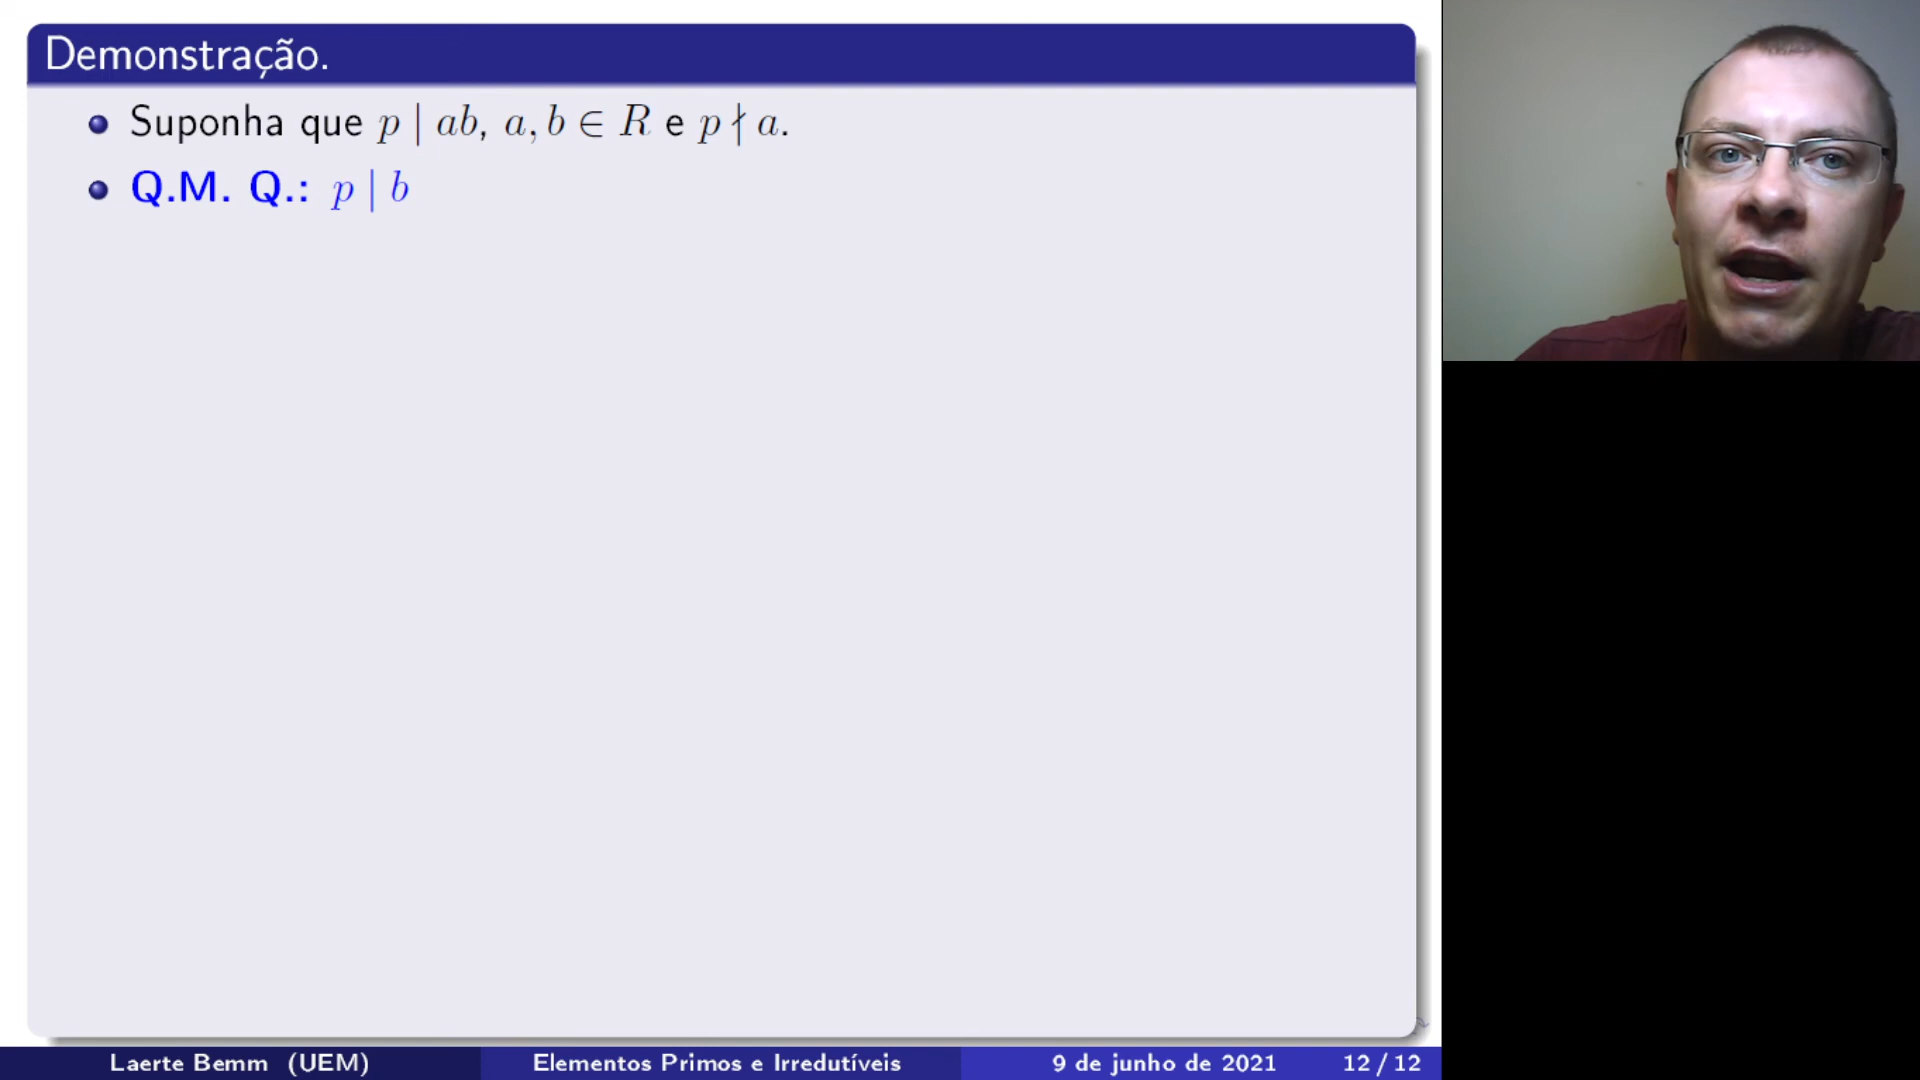 Demonstração.
Suponha que p | ab, a, b ∈ R e p ∤ a.
Q.M. Q.: p | b
Laerte Bemm (UEM) Elementos Primos e Irredutíveis 9 de junho de 2021 12 / 12